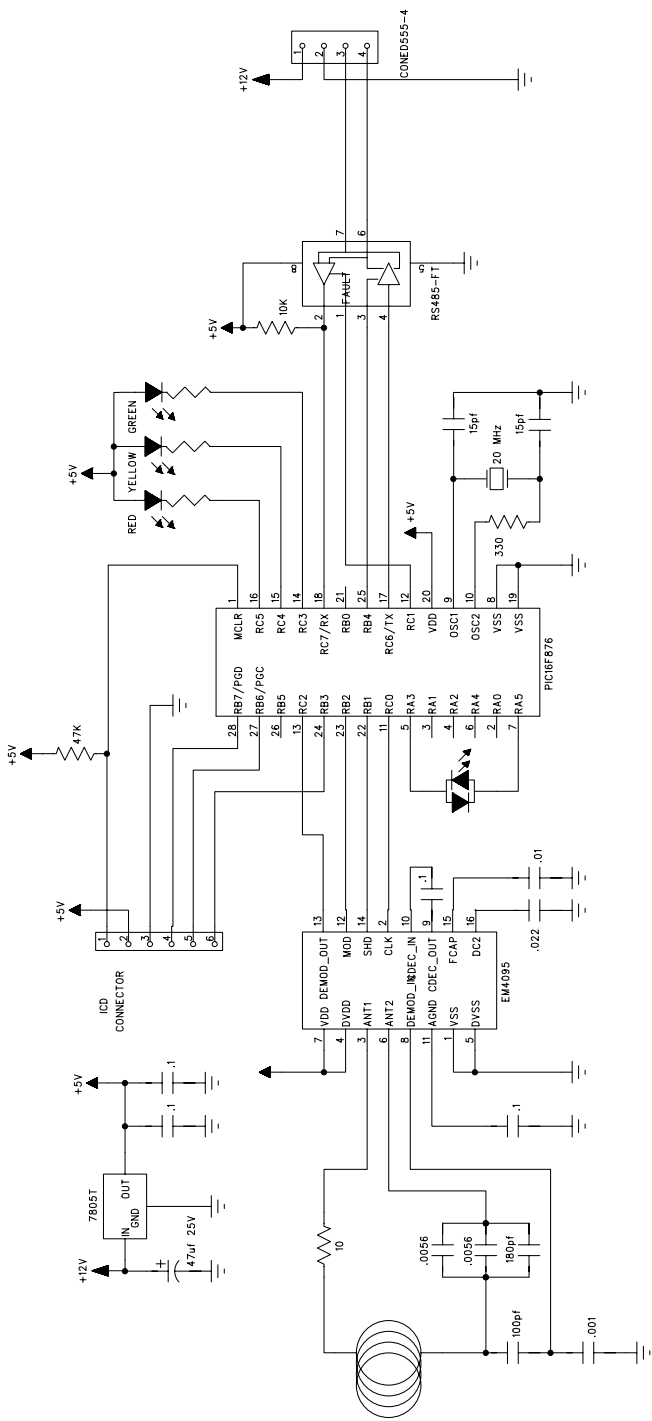 7805T
IN
OUT
GND
+12V
+5V
+
47uf 25V
.1
.1
ICD
CONNECTOR
1
2
3
4
5
6
+5V
+5V
47K
10
.0056
.0056
180pf
100pf
.001
EM4095
7 VDD
4 DVDD
3 ANT1
6 ANT2
8 DEMOD_IN
11 AGND
1 VSS
5 DVSS
DEMOD_OUT 13
MOD 12
SHD 14
CLK 2
CDEC_IN 10
CDEC_OUT 9
FCAP 15
DC2 16
.1
.1
.01
.022
PIC16F876
28 RB7/PGD
27 RB6/PGC
26 RB5
13 RC2
24 RB3
23 RB2
22 RB1
11 RC0
5 RA3
3 RA1
4 RA2
6 RA4
2 RA0
7 RA5
MCLR 1
RC5 16
RC4 15
RC3 14
RC7/RX 18
RB0 21
RB4 25
RC6/TX 17
RC1 12
VDD 20
OSC1 9
OSC2 10
VSS 8
VSS 19
+5V
RED
YELLOW
GREEN
+5V
330
20 MHz
15pf
15pf
+5V
10K
RS485-FT
FAULT
2
1
3
4
8
7
6
5
+12V
1
2
3
4
CONED555-4